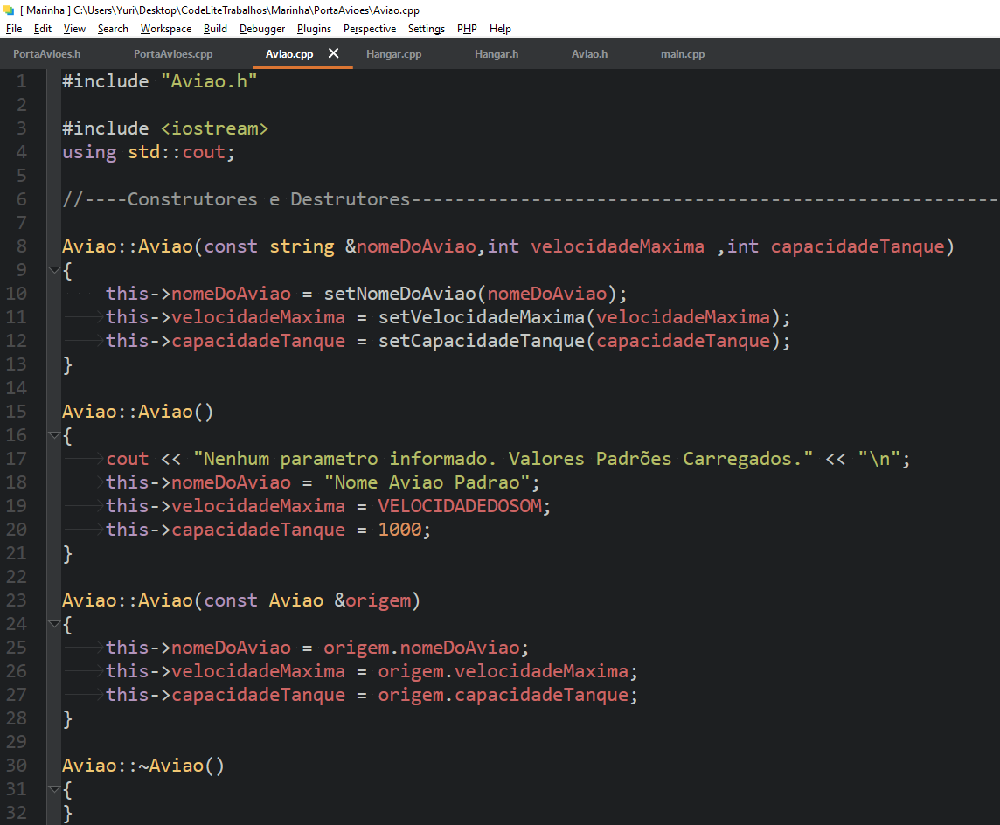 [ Marinha ] C:\Users\Yuri\Desktop\CodeLiteTrabalhos\Marinha\PortaAvioes\Aviao.cpp
File Edit View Search Workspace Build Debugger Plugins Perspective Settings PHP Help
PortaAvioes.h PortaAvioes.cpp Aviao.cpp Hangar.cpp Hangar.h Aviao.h main.cpp
1 #include "Aviao.h"
2
3 #include <iostream>
4 using std::cout;
5
6 //----Construtores e Destrutores------------------------------------------------------
7
8 Aviao::Aviao(const string &nomeDoAviao,int velocidadeMaxima ,int capacidadeTanque)
9 {
10     this->nomeDoAviao = setNomeDoAviao(nomeDoAviao);
11     this->velocidadeMaxima = setVelocidadeMaxima(velocidadeMaxima);
12     this->capacidadeTanque = setCapacidadeTanque(capacidadeTanque);
13 }
14
15 Aviao::Aviao()
16 {
17     cout << "Nenhum parametro informado. Valores Padrões Carregados." << "\n";
18     this->nomeDoAviao = "Nome Aviao Padrao";
19     this->velocidadeMaxima = VELOCIDADEDOSOM;
20     this->capacidadeTanque = 1000;
21 }
22
23 Aviao::Aviao(const Aviao &origem)
24 {
25     this->nomeDoAviao = origem.nomeDoAviao;
26     this->velocidadeMaxima = origem.velocidadeMaxima;
27     this->capacidadeTanque = origem.capacidadeTanque;
28 }
29
30 Aviao::~Aviao()
31 {
32 }